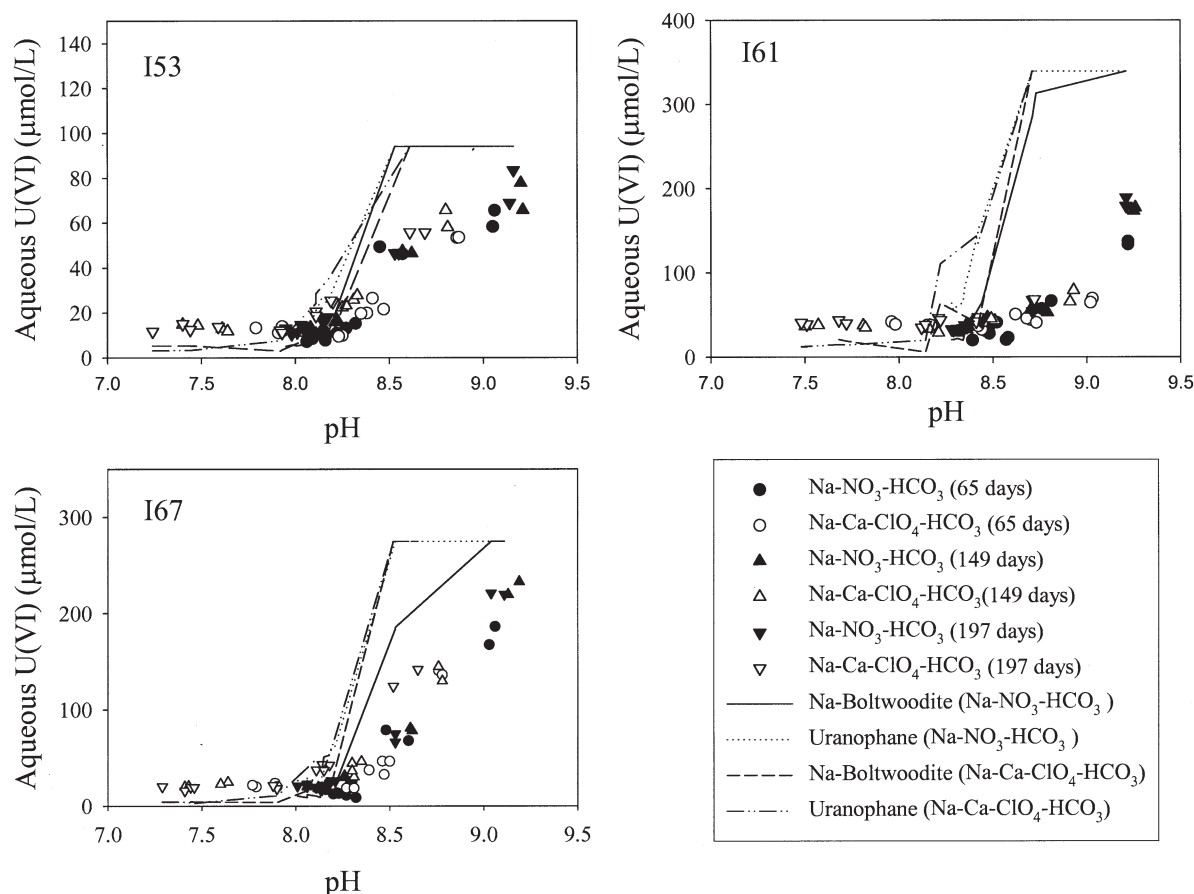 I53
Aqueous U(VI) (μmol/L)
140
120
100
80
60
40
20
0
7.0 7.5 8.0 8.5 9.0 9.5
pH
I61
Aqueous U(VI) (μmol/L)
400
300
200
100
0
7.0 7.5 8.0 8.5 9.0 9.5
pH
I67
Aqueous U(VI) (μmol/L)
300
200
100
0
7.0 7.5 8.0 8.5 9.0 9.5
pH
Na-NO₃-HCO₃ (65 days)
Na-Ca-ClO₄-HCO₃ (65 days)
Na-NO₃-HCO₃ (149 days)
Na-Ca-ClO₄-HCO₃(149 days)
Na-NO₃-HCO₃ (197 days)
Na-Ca-ClO₄-HCO₃ (197 days)
Na-Boltwoodite (Na-NO₃-HCO₃ )
Uranophane (Na-NO₃-HCO₃ )
Na-Boltwoodite (Na-Ca-ClO₄-HCO₃)
Uranophane (Na-Ca-ClO₄-HCO₃)